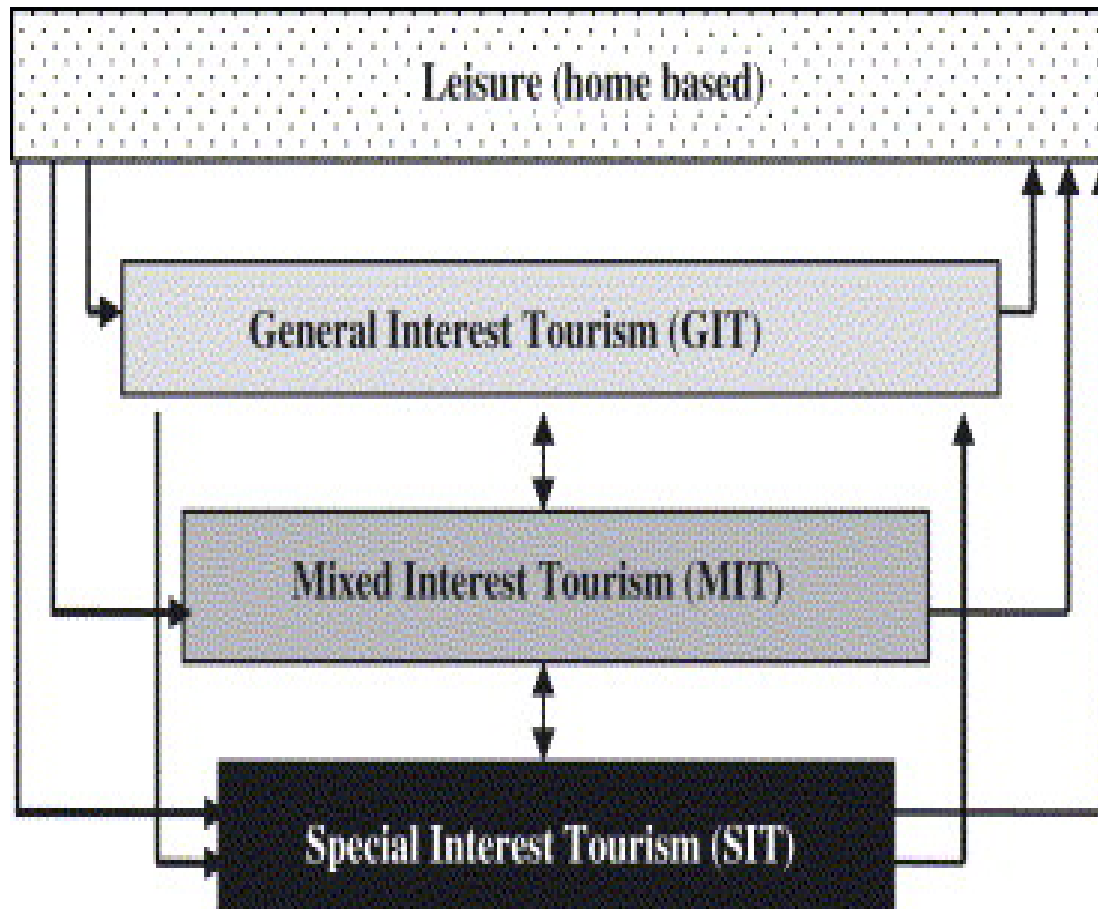 Leisure (home based)
General Interest Tourism (GIT)
Mixed Interest Tourism (MIT)
Special Interest Tourism (SIT)